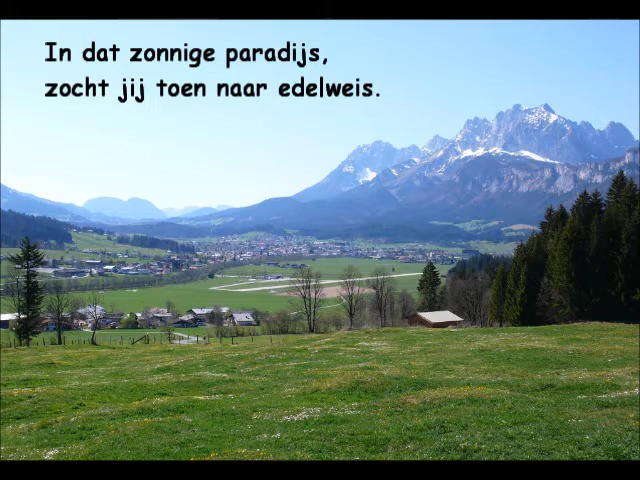 In dat zonnige paradijs,
zocht jij toen naar edelweis.